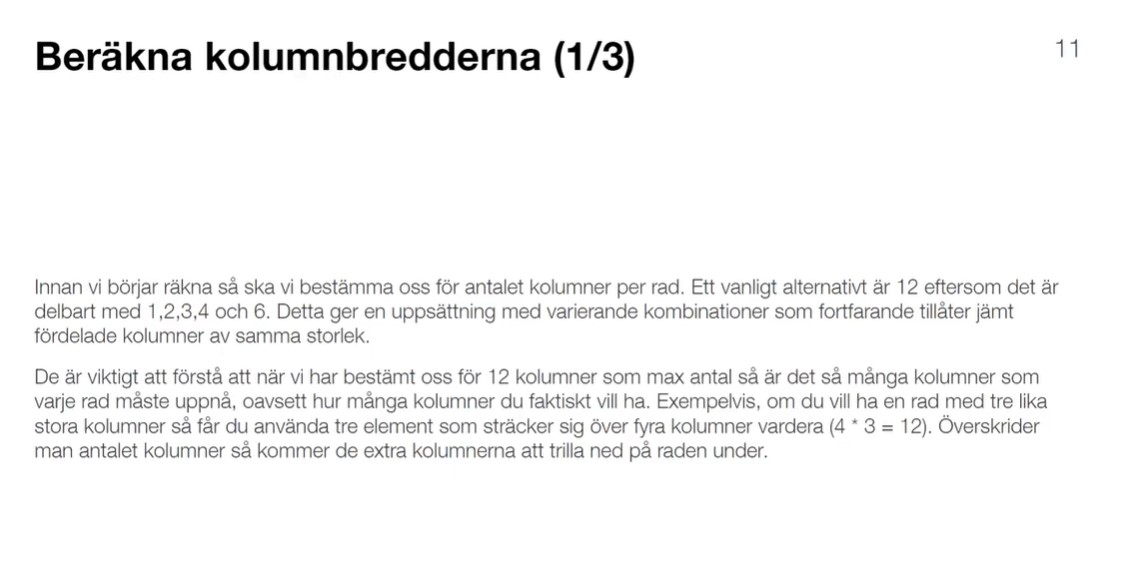 Beräkna kolumnbredderna (1/3)
11
Innan vi börjar räkna så ska vi bestämma oss för antalet kolumner per rad. Ett vanligt alternativt är 12 eftersom det är
delbart med 1,2,3,4 och 6. Detta ger en uppsättning med varierande kombinationer som fortfarande tillåter jämt
fördelade kolumner av samma storlek.
De är viktigt att förstå att när vi har bestämt oss för 12 kolumner som max antal så är det så många kolumner som
varje rad måste uppnå, oavsett hur många kolumner du faktiskt vill ha. Exempelvis, om du vill ha en rad med tre lika
stora kolumner så får du använda tre element som sträcker sig över fyra kolumner vardera (4 * 3 = 12). Överskrider
man antalet kolumner så kommer de extra kolumnerna att trilla ned på raden under.